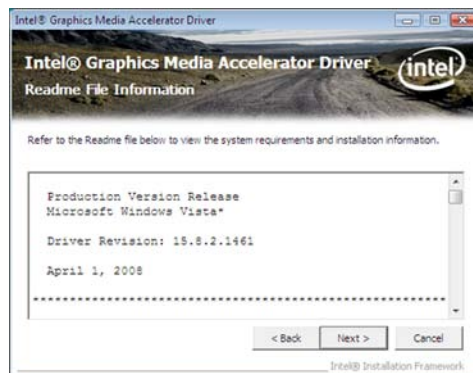 Intel® Graphics Media Accelerator Driver
Intel® Graphics Media Accelerator Driver
intel
Readme File Information
Refer to the Readme file below to view the system requirements and installation information.
Production Version Release
Microsoft Windows Vista*
Driver Revision: 15.8.2.1461
April 1, 2008
********************************************************
< Back Next > Cancel
Intel® Installation Framework